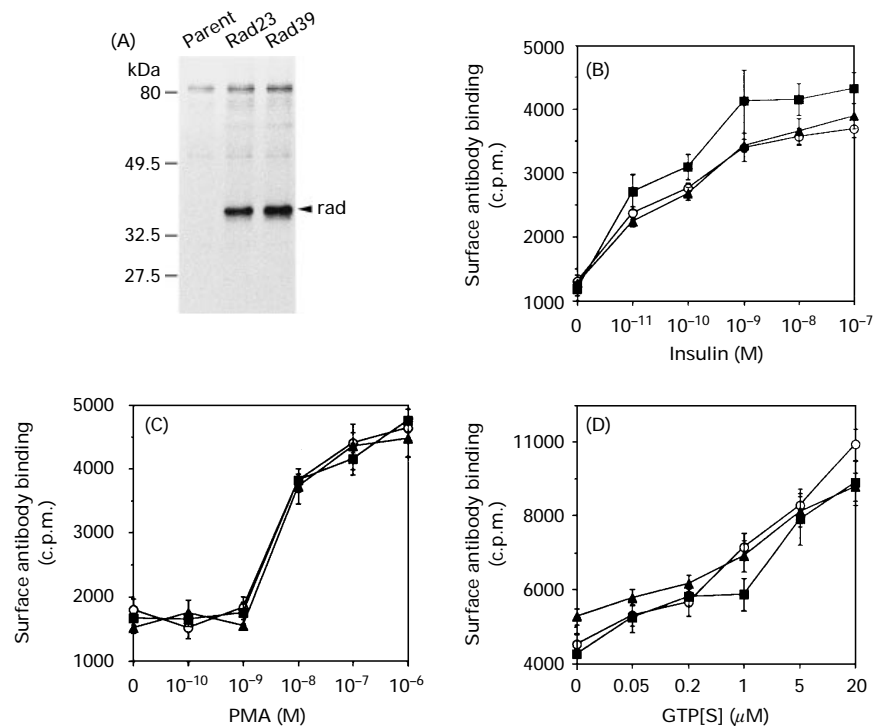 (A)
Parent Rad23 Rad39
kDa
80
49.5
32.5
27.5
rad
(B)
Surface antibody binding
(c.p.m.)
5000
4000
3000
2000
1000
0 10⁻¹¹ 10⁻¹⁰ 10⁻⁹ 10⁻⁸ 10⁻⁷
Insulin (M)
(C)
Surface antibody binding
(c.p.m.)
5000
4000
3000
2000
1000
0 10⁻¹⁰ 10⁻⁹ 10⁻⁸ 10⁻⁷ 10⁻⁶
PMA (M)
(D)
Surface antibody binding
(c.p.m.)
11000
8000
6000
4000
0 0.05 0.2 1 5 20
GTP[S] (μM)